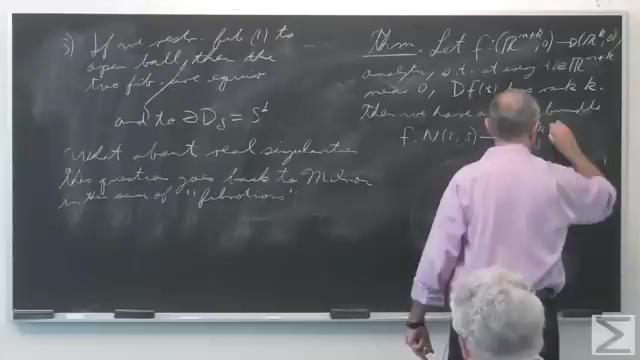 3) If we restr. fib (1) to
open ball, then the
two fib. are equiv
and to ∂D_δ = S^1
What about real singularities
this question goes back to Milnor
in the sense of "fibrations".
Thm. Let f: (R^{m+k}, 0) → (R^k, 0)
analytic, s.t. at every t ∈ R^{m+k}
near 0, Df(t) has rank k.
Then we have a bundle
f: N(ε, δ) →